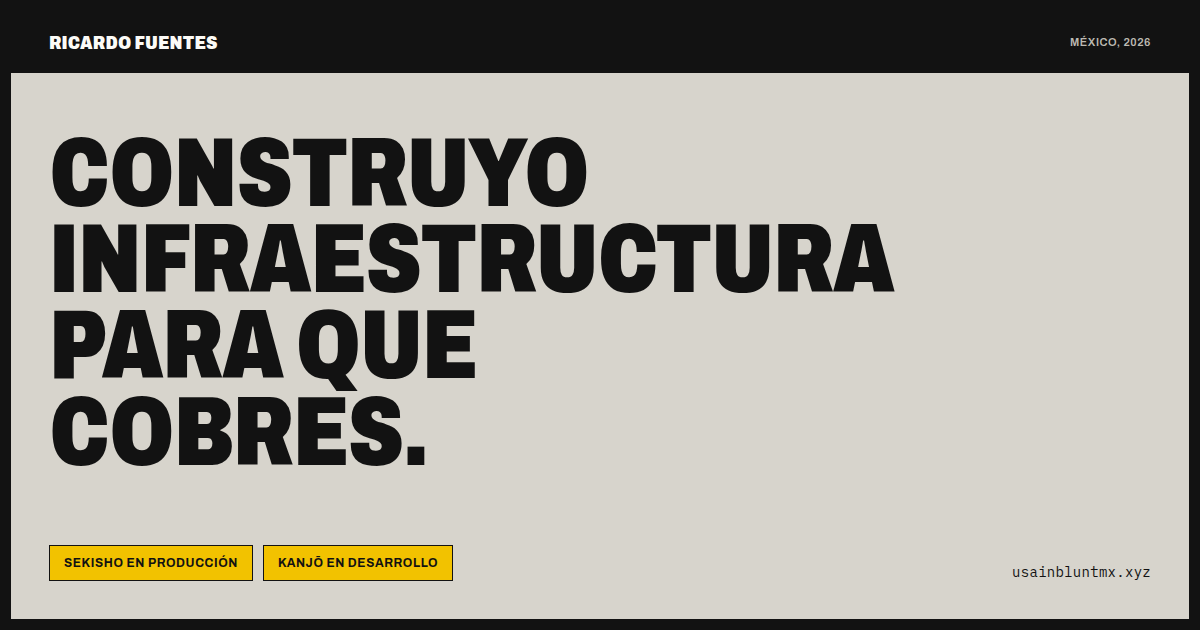 RICARDO FUENTES
MÉXICO, 2026
CONSTRUYO
INFRAESTRUCTURA
PARA QUE
COBRES.
SEKISHO EN PRODUCCIÓN
KANJŌ EN DESARROLLO
usainbluntmx.xyz